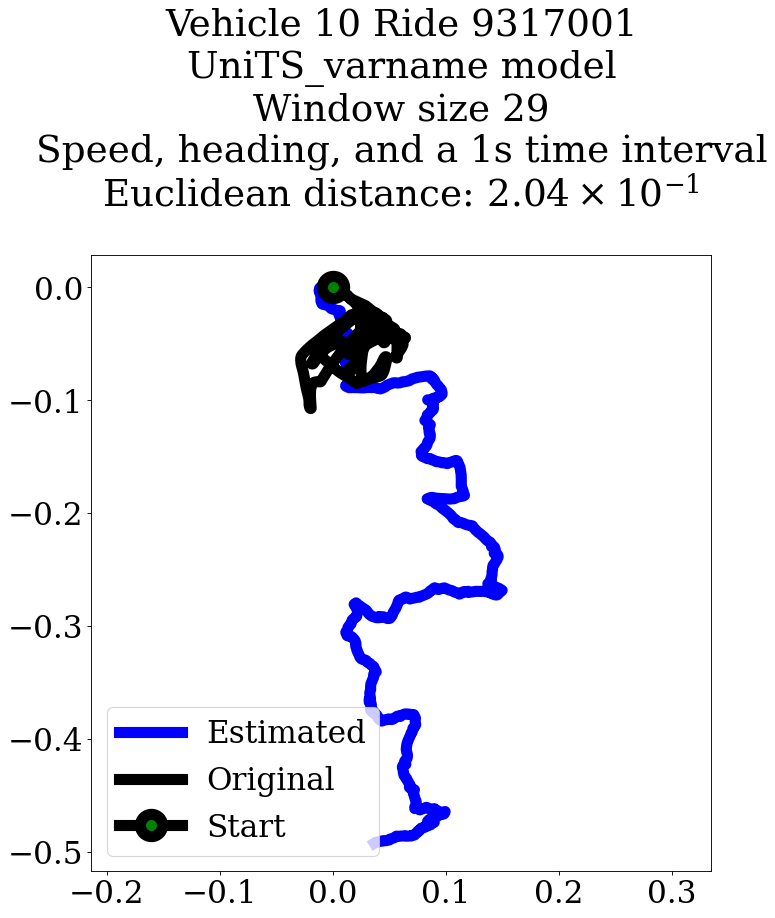 Vehicle 10 Ride 9317001
UniTS_varname model
Window size 29
Speed, heading, and a 1s time interval
Euclidean distance: 2.04 × 10⁻¹
0.0
−0.1
−0.2
−0.3
−0.4
−0.5
Estimated
Original
Start
−0.2 −0.1 0.0 0.1 0.2 0.3